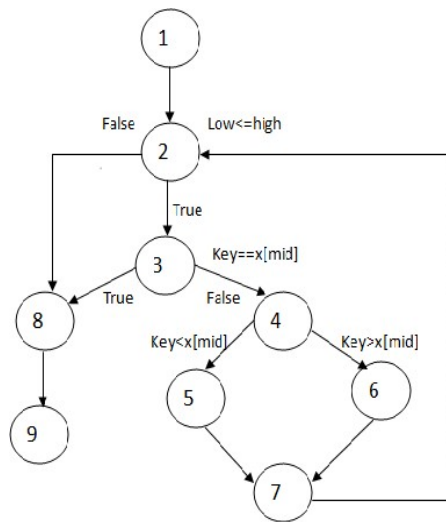 1
False
Low<=high
2
True
3
Key==x[mid]
True
False
8
4
Key<x[mid]
Key>x[mid]
5
6
9
7